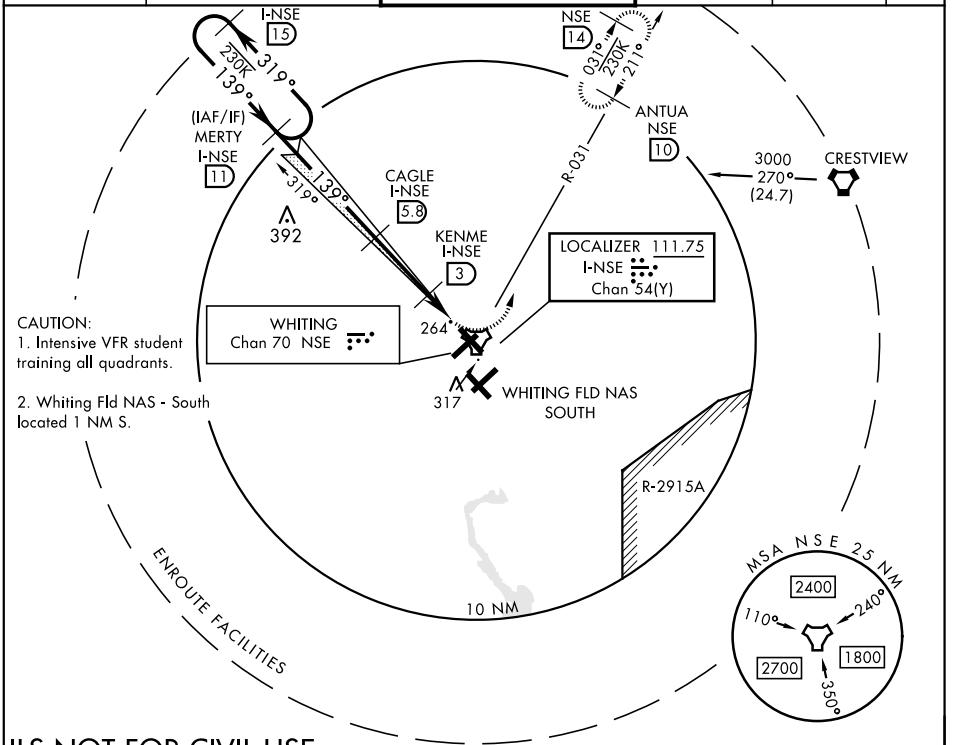 I-NSE
15
230K
319°
139°
(IAF/IF)
MERTY
I-NSE
11
139°
319°
392
CAGLE
I-NSE
5.8
KENME
I-NSE
3
NSE
14
031°
230K
211°
ANTUA
NSE
10
R-031
3000
270°
(24.7)
CRESTVIEW
LOCALIZER 111.75
I-NSE
Chan 54(Y)
WHITING
Chan 70 NSE
264
317
WHITING FLD NAS
SOUTH
CAUTION:
1. Intensive VFR student
training all quadrants.
2. Whiting Fld NAS - South
located 1 NM S.
R-2915A
10 NM
ENROUTE FACILITIES
MSA NSE 25 NM
2400
110°
240°
2700
1800
350°
ILS NOT FOR CIVIL USE